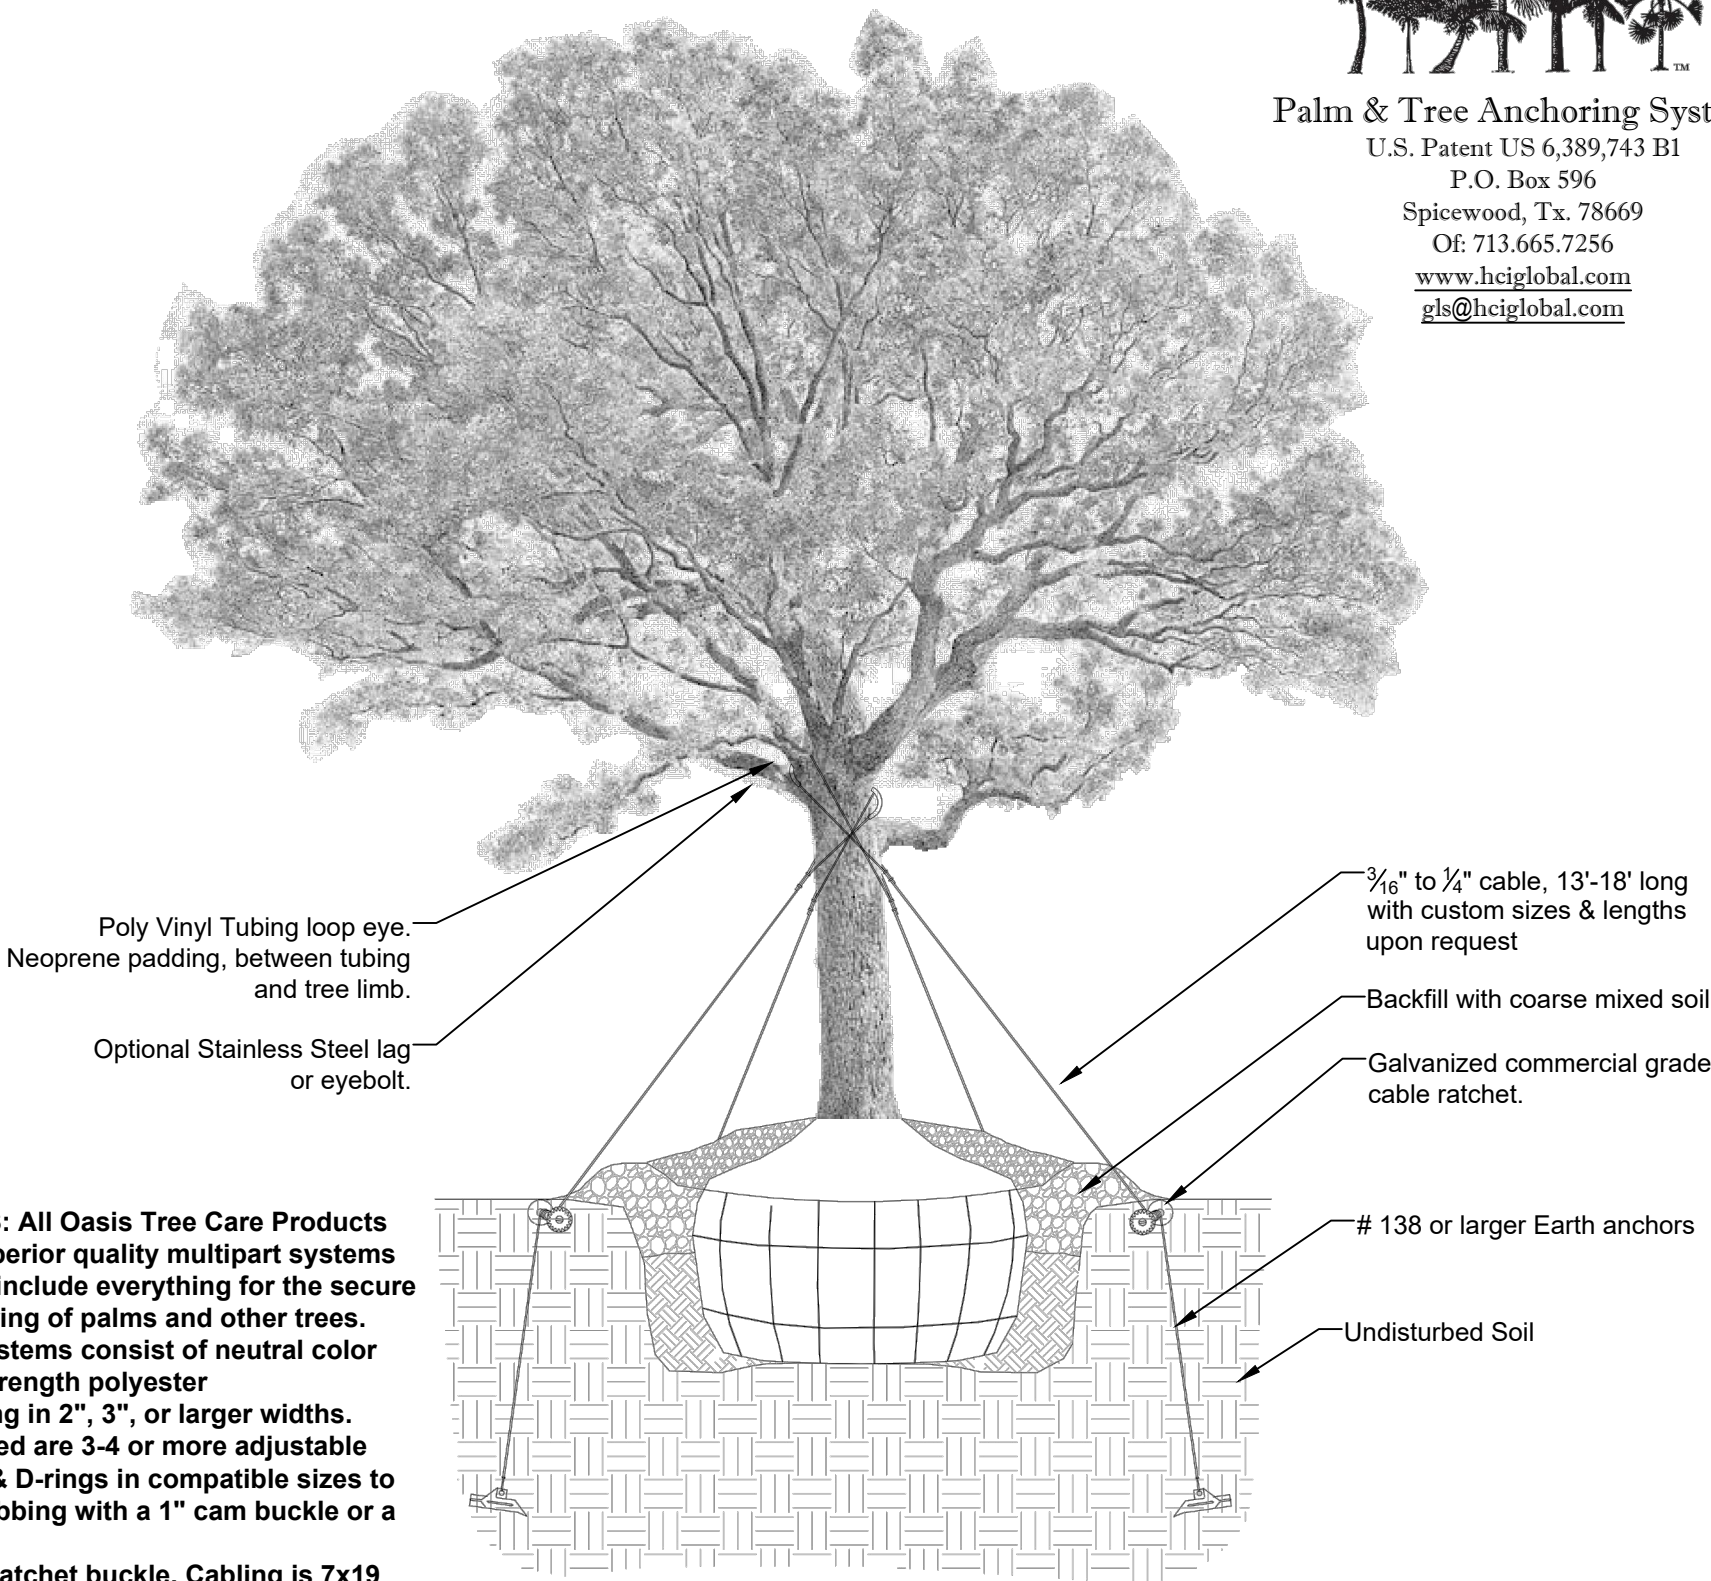 ™
Palm & Tree Anchoring Syst
U.S. Patent US 6,389,743 B1
P.O. Box 596
Spicewood, Tx. 78669
Of: 713.665.7256
www.hciglobal.com
gls@hciglobal.com
Poly Vinyl Tubing loop eye.
Neoprene padding, between tubing
and tree limb.
Optional Stainless Steel lag
or eyebolt.
3/16" to 1/4" cable, 13'-18' long
with custom sizes & lengths
upon request
Backfill with coarse mixed soil
Galvanized commercial grade
cable ratchet.
# 138 or larger Earth anchors
Undisturbed Soil
: All Oasis Tree Care Products
perior quality multipart systems
include everything for the secure
ring of palms and other trees.
stems consist of neutral color
trength polyester
ng in 2", 3", or larger widths.
ed are 3-4 or more adjustable
& D-rings in compatible sizes to
bbing with a 1" cam buckle or a
atchet buckle. Cabling is 7x19